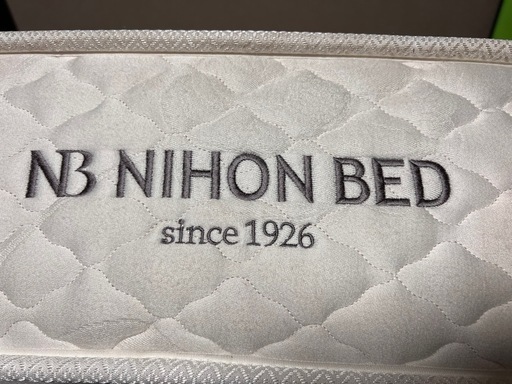 NB NIHON BED
since 1926